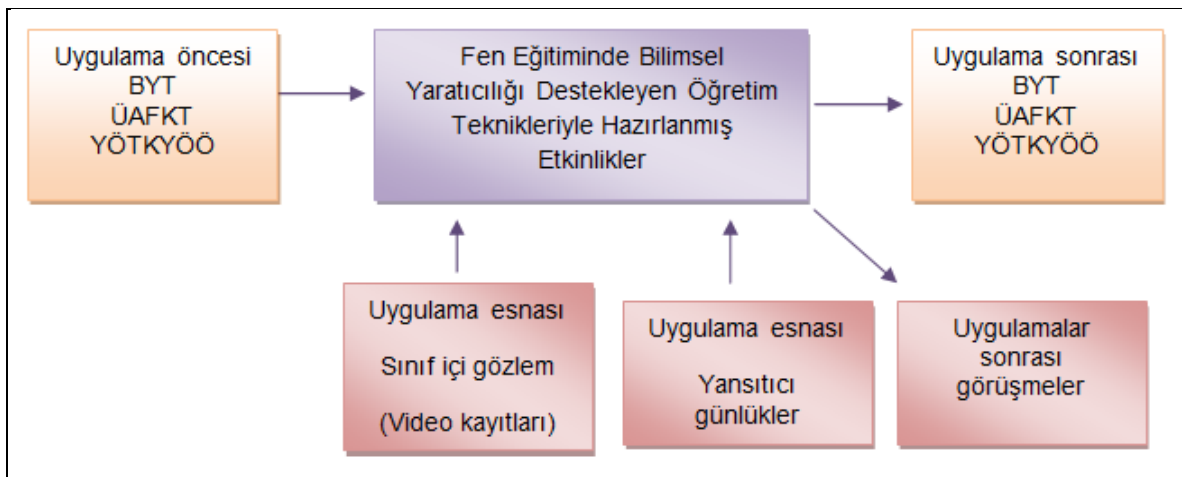 Uygulama öncesi
BYT
ÜAFKT
YÖTKYÖÖ
Fen Eğitiminde Bilimsel
Yaratıcılığı Destekleyen Öğretim
Teknikleriyle Hazırlanmış
Etkinlikler
Uygulama sonrası
BYT
ÜAFKT
YÖTKYÖÖ
Uygulama esnası
Sınıf içi gözlem
(Video kayıtları)
Uygulama esnası
Yansıtıcı
günlükler
Uygulamalar
sonrası
görüşmeler